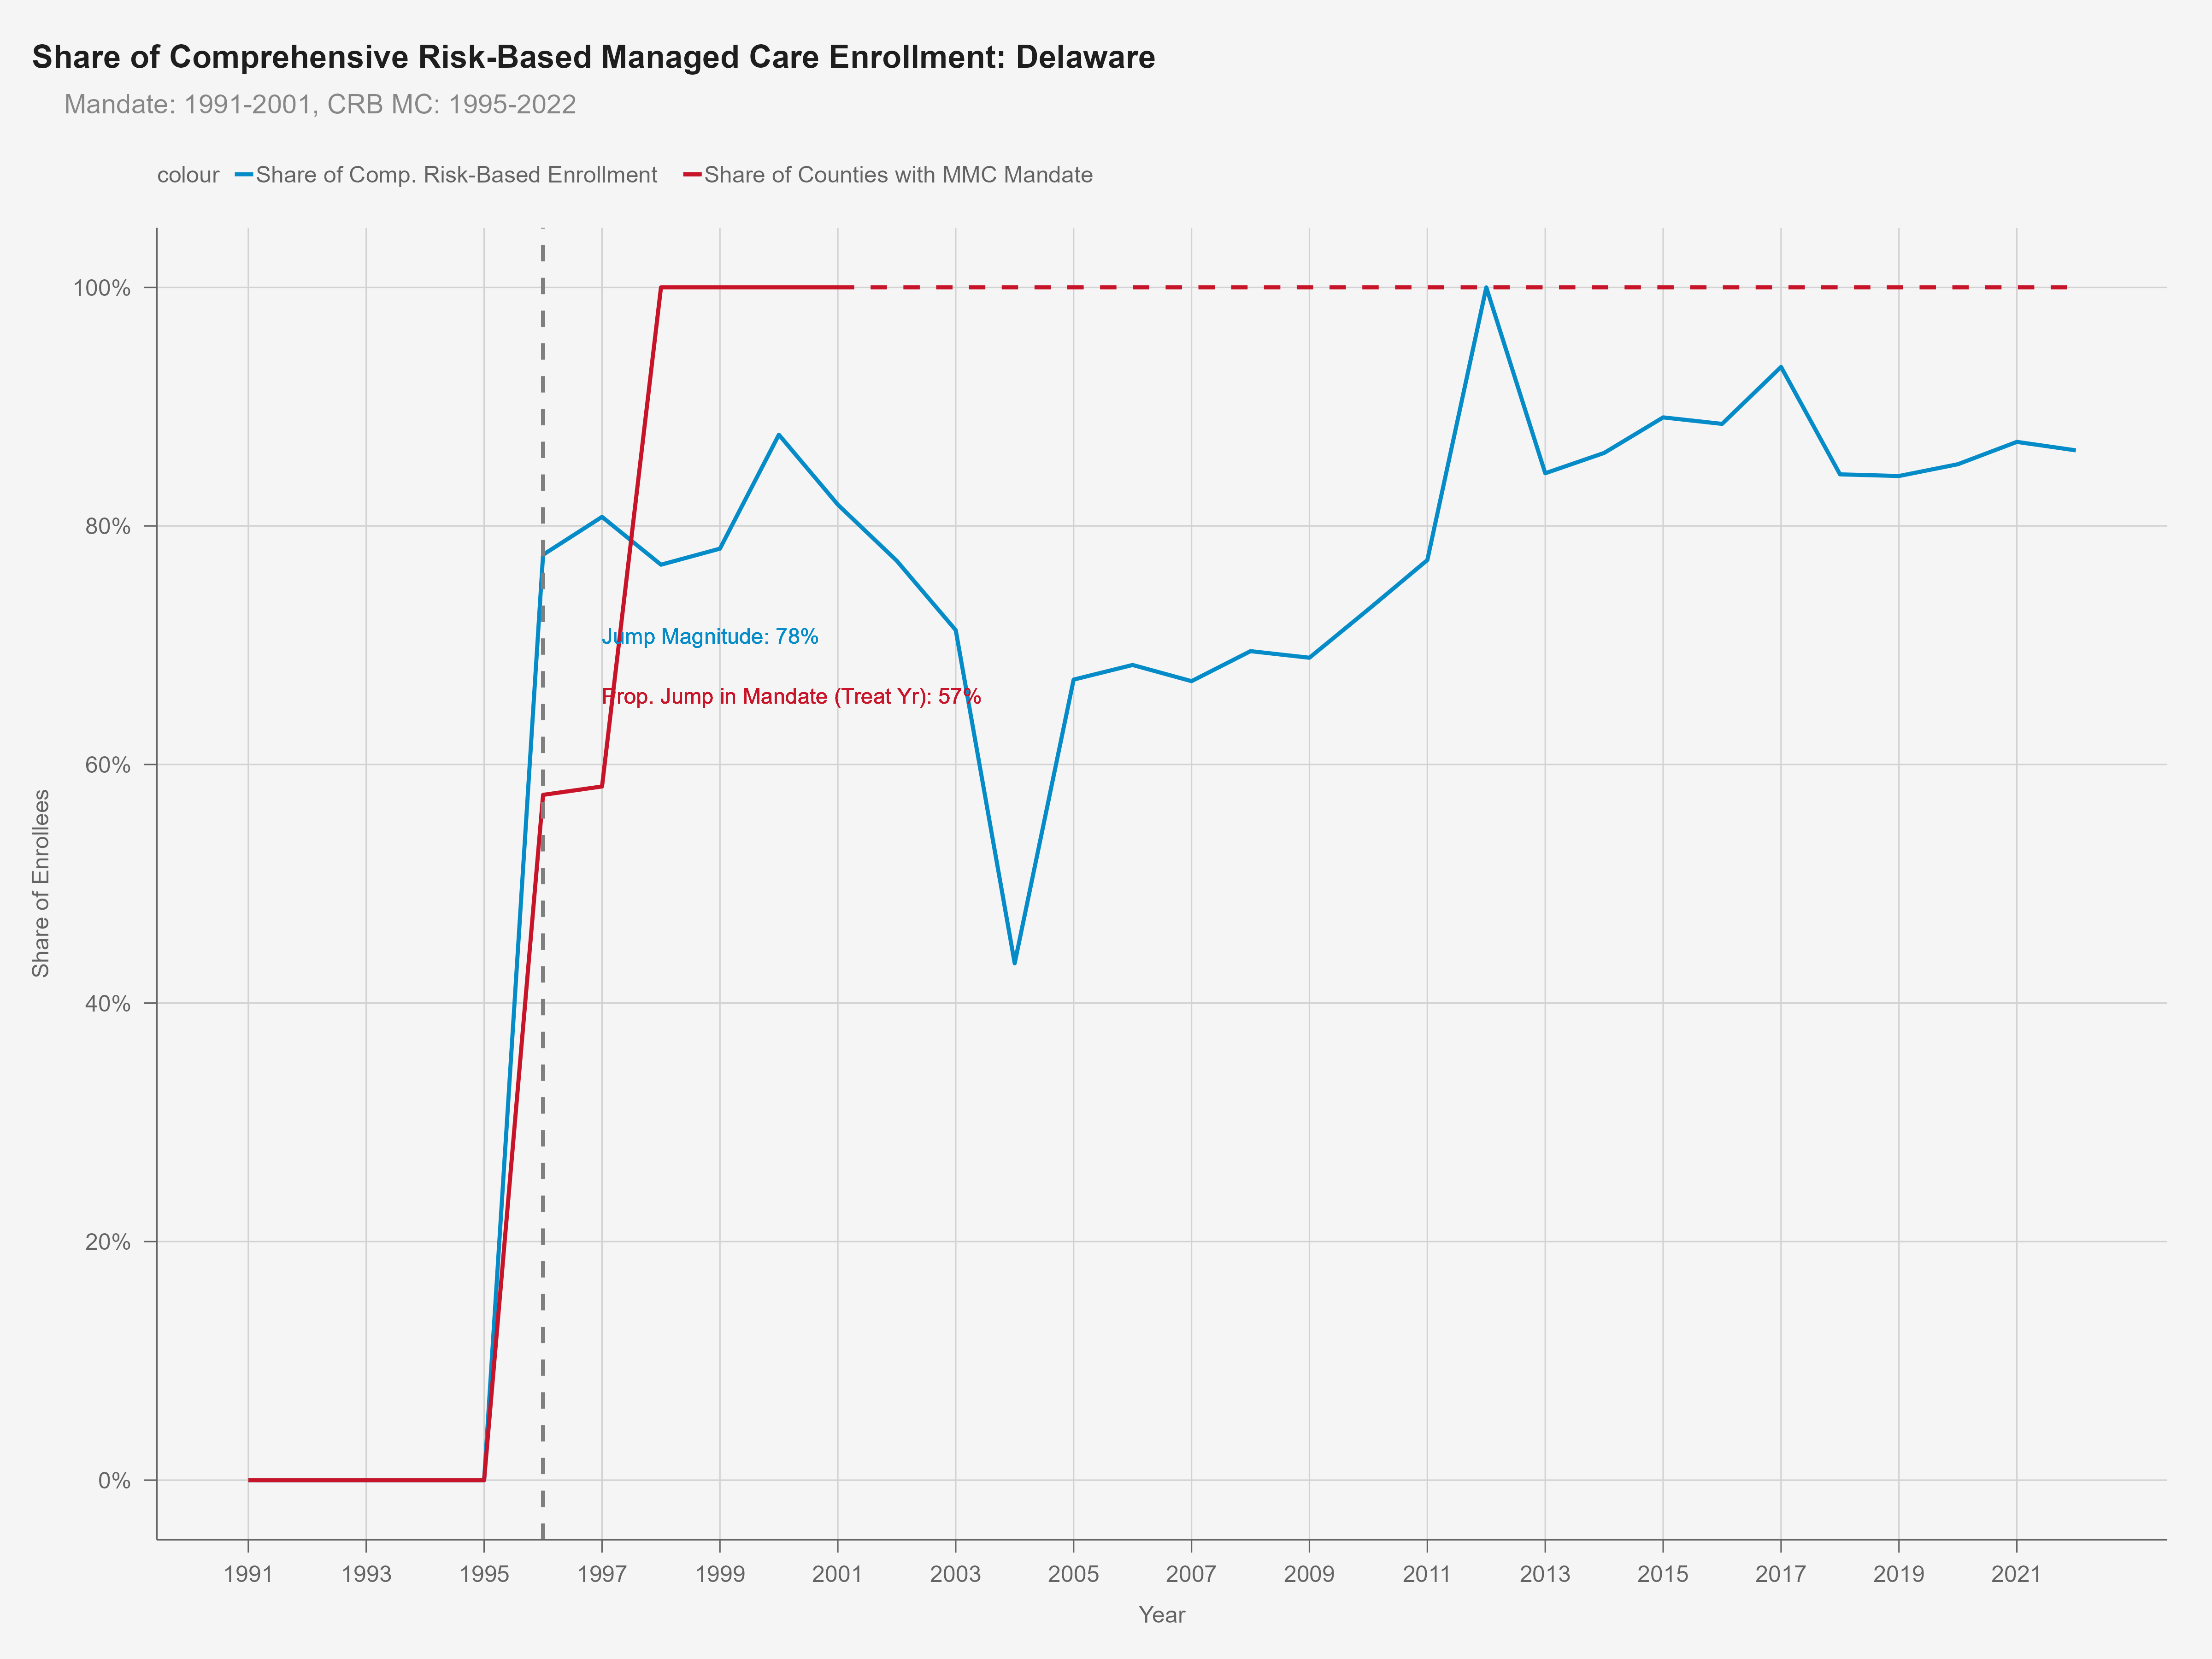 Share of Comprehensive Risk-Based Managed Care Enrollment: Delaware
Mandate: 1991-2001, CRB MC: 1995-2022
colour Share of Comp. Risk-Based Enrollment Share of Counties with MMC Mandate
100%
80%
Jump Magnitude: 78%
Prop. Jump in Mandate (Treat Yr): 57%
60%
Share of Enrollees
40%
20%
0%
1991 1993 1995 1997 1999 2001 2003 2005 2007 2009 2011 2013 2015 2017 2019 2021
Year